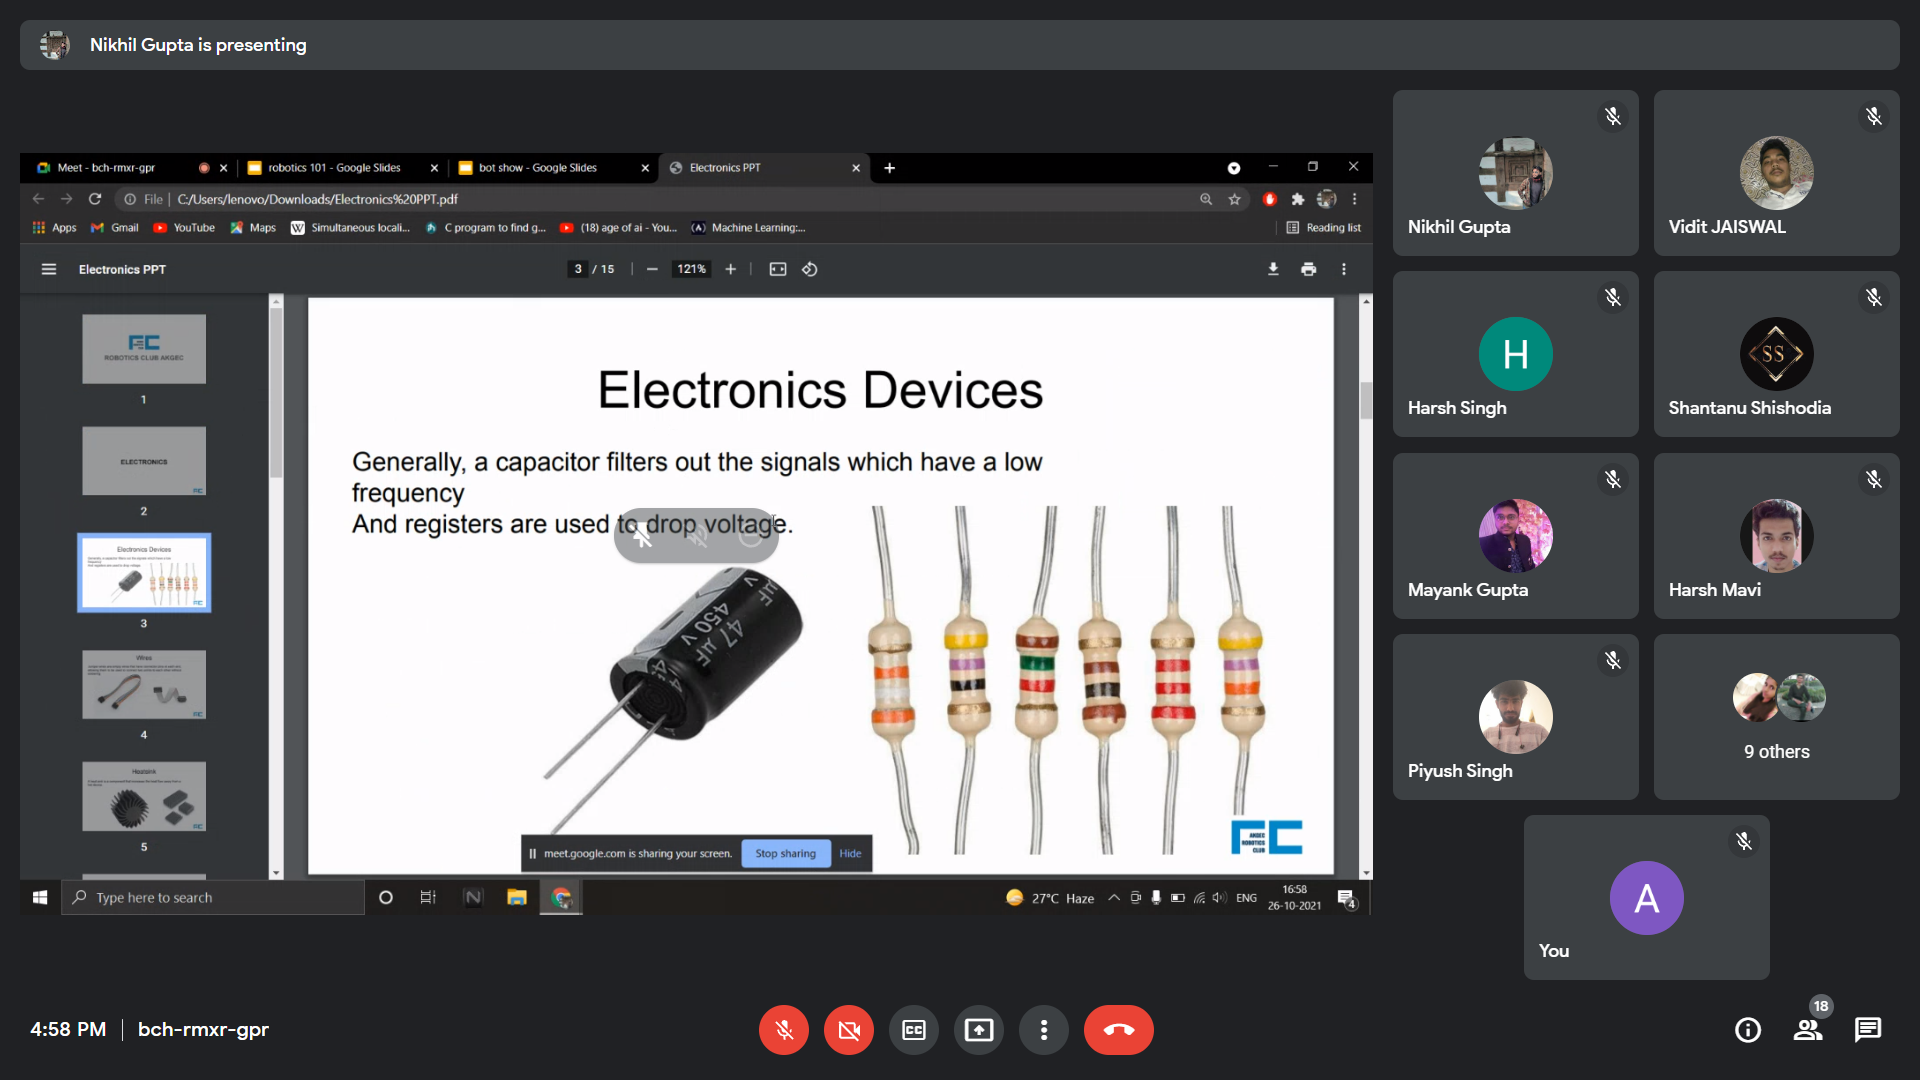 Nikhil Gupta is presenting
Meet - bch-rmxr-gpr
robotics 101 - Google Slides
bot show - Google Slides
Electronics PPT
File | C:/Users/lenovo/Downloads/Electronics%20PPT.pdf
Apps
Gmail
YouTube
Maps
Simultaneous locali...
C program to find g...
(18) age of ai - You...
Machine Learning:...
Reading list
Electronics PPT
3 / 15
121%
ROBOTICS CLUB AKGEC
1
ELECTRONICS
2
Electronics Devices
3
Wires
4
Heatsink
5
Electronics Devices
Generally, a capacitor filters out the signals which have a low
frequency
And registers are used to drop voltage.
47 µF
450 V
µF
V
AKGEC
ROBOTICS
CLUB
meet.google.com is sharing your screen.
Stop sharing
Hide
Type here to search
27°C Haze
ENG
16:58
26-10-2021
4
Nikhil Gupta
Vidit JAISWAL
H
Harsh Singh
SS
Shantanu Shishodia
Mayank Gupta
Harsh Mavi
Piyush Singh
9 others
A
You
4:58 PM | bch-rmxr-gpr
CC
18